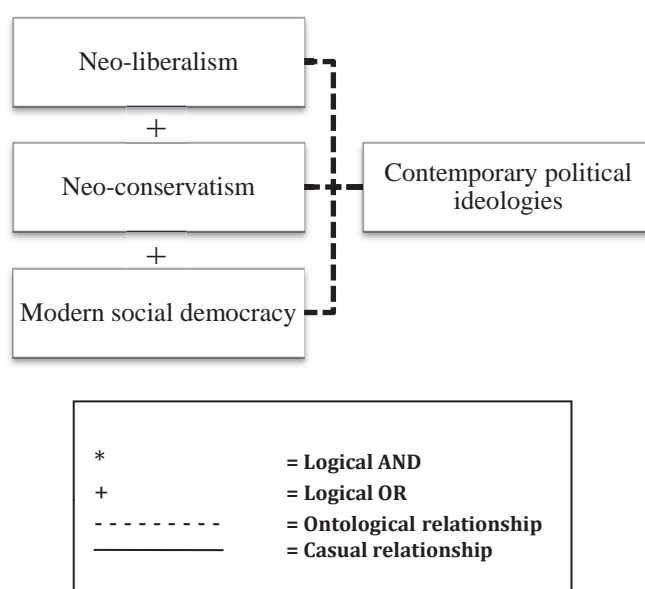 Neo-liberalism
+
Neo-conservatism
+
Modern social democracy
Contemporary political
ideologies
* = Logical AND
+ = Logical OR
- - - - - - - - - = Ontological relationship
= Casual relationship